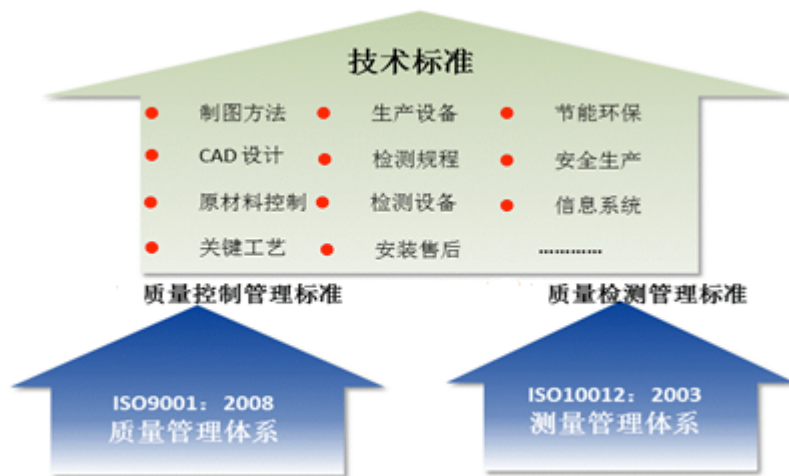 技术标准
制图方法 生产设备 节能环保
CAD 设计 检测规程 安全生产
原材料控制 检测设备 信息系统
关键工艺 安装售后 …………
质量控制管理标准 质量检测管理标准
ISO9001：2008 ISO10012：2003
质量管理体系 测量管理体系